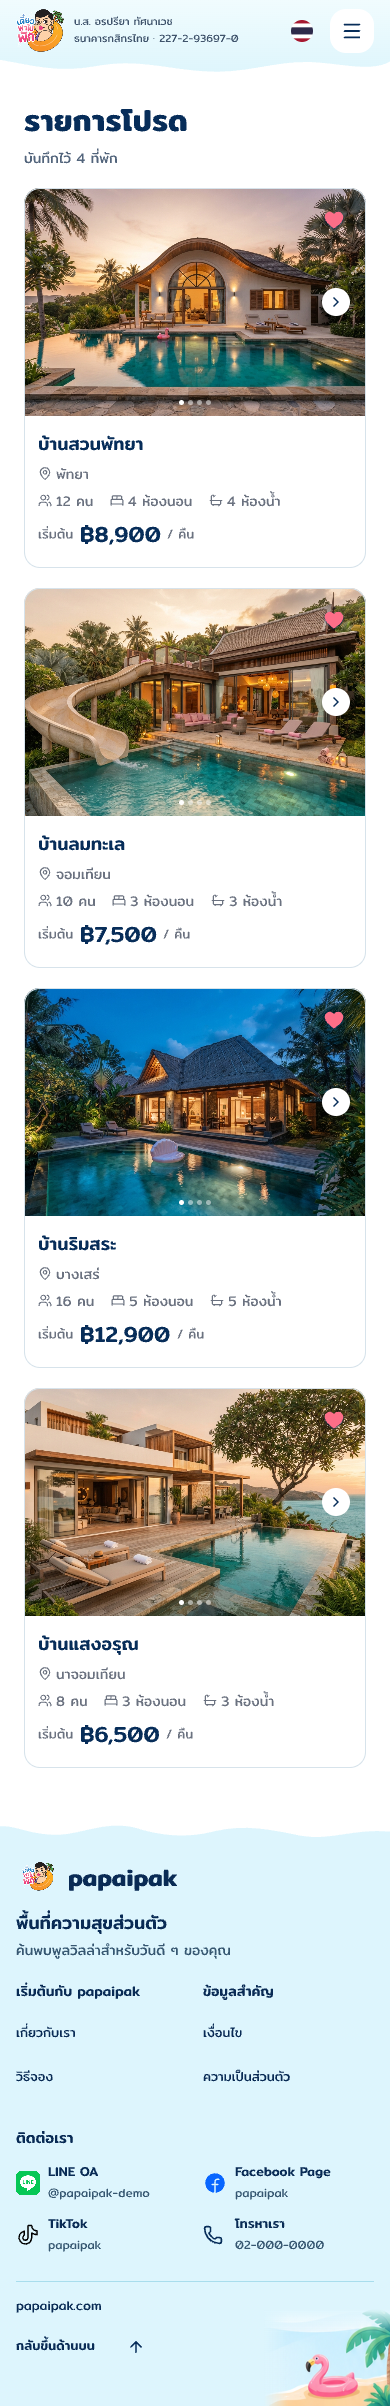 เดี๋ยวพาไปพัก
น.ส. อรปรียา ทัศนาเวช
ธนาคารกสิกรไทย · 227-2-93697-0
รายการโปรด
บันทึกไว้ 4 ที่พัก
บ้านสวนพัทยา
พัทยา
12 คน 4 ห้องนอน 4 ห้องน้ำ
เริ่มต้น ฿8,900 / คืน
บ้านลมทะเล
จอมเทียน
10 คน 3 ห้องนอน 3 ห้องน้ำ
เริ่มต้น ฿7,500 / คืน
บ้านริมสระ
บางเสร่
16 คน 5 ห้องนอน 5 ห้องน้ำ
เริ่มต้น ฿12,900 / คืน
บ้านแสงอรุณ
นาจอมเทียน
8 คน 3 ห้องนอน 3 ห้องน้ำ
เริ่มต้น ฿6,500 / คืน
papaipak
พื้นที่ความสุขส่วนตัว
ค้นพบพูลวิลล่าสำหรับวันดี ๆ ของคุณ
เริ่มต้นกับ papaipak
เกี่ยวกับเรา
วิธีจอง
ข้อมูลสำคัญ
เงื่อนไข
ความเป็นส่วนตัว
ติดต่อเรา
LINE
LINE OA
@papaipak-demo
Facebook Page
papaipak
TikTok
papaipak
โทรหาเรา
02-000-0000
papaipak.com
กลับขึ้นด้านบน